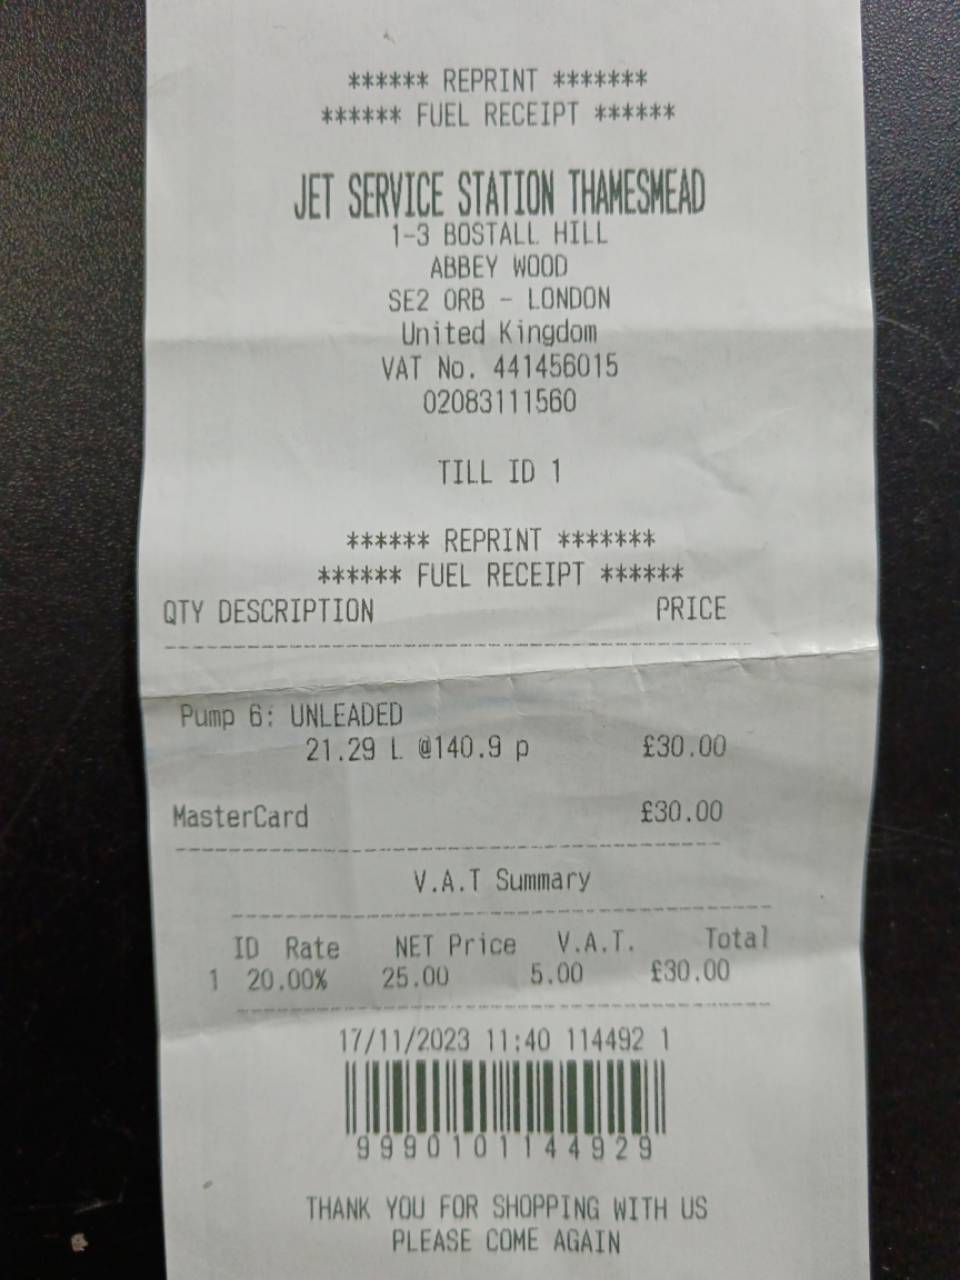 ****** REPRINT *******
****** FUEL RECEIPT ******
JET SERVICE STATION THAMESMEAD
1-3 BOSTALL HILL
ABBEY WOOD
SE2 0RB - LONDON
United Kingdom
VAT No. 441456015
02083111560
TILL ID 1
****** REPRINT *******
****** FUEL RECEIPT ******
QTY DESCRIPTION PRICE
Pump 6: UNLEADED
21.29 L @140.9 p £30.00
MasterCard £30.00
V.A.T Summary
ID Rate NET Price V.A.T. Total
1 20.00% 25.00 5.00 £30.00
17/11/2023 11:40 114492 1
9990101144929
THANK YOU FOR SHOPPING WITH US
PLEASE COME AGAIN